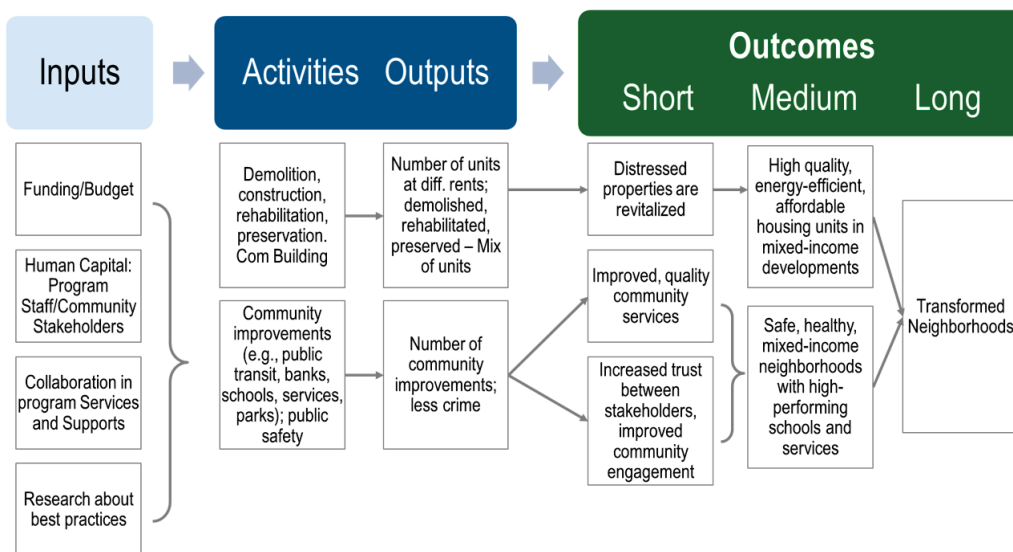 Inputs
Activities
Outputs
Outcomes
Short
Medium
Long
Funding/Budget
Human Capital:
Program
Staff/Community
Stakeholders
Collaboration in
program Services
and Supports
Research about
best practices
Demolition,
construction,
rehabilitation,
preservation.
Com Building
Community
improvements
(e.g., public
transit, banks,
schools, services,
parks); public
safety
Number of units
at diff. rents;
demolished,
rehabilitated,
preserved – Mix
of units
Number of
community
improvements;
less crime
Distressed
properties are
revitalized
Improved, quality
community
services
Increased trust
between
stakeholders,
improved
community
engagement
High quality,
energy-efficient,
affordable
housing units in
mixed-income
developments
Safe, healthy,
mixed-income
neighborhoods
with high-
performing
schools and
services
Transformed
Neighborhoods